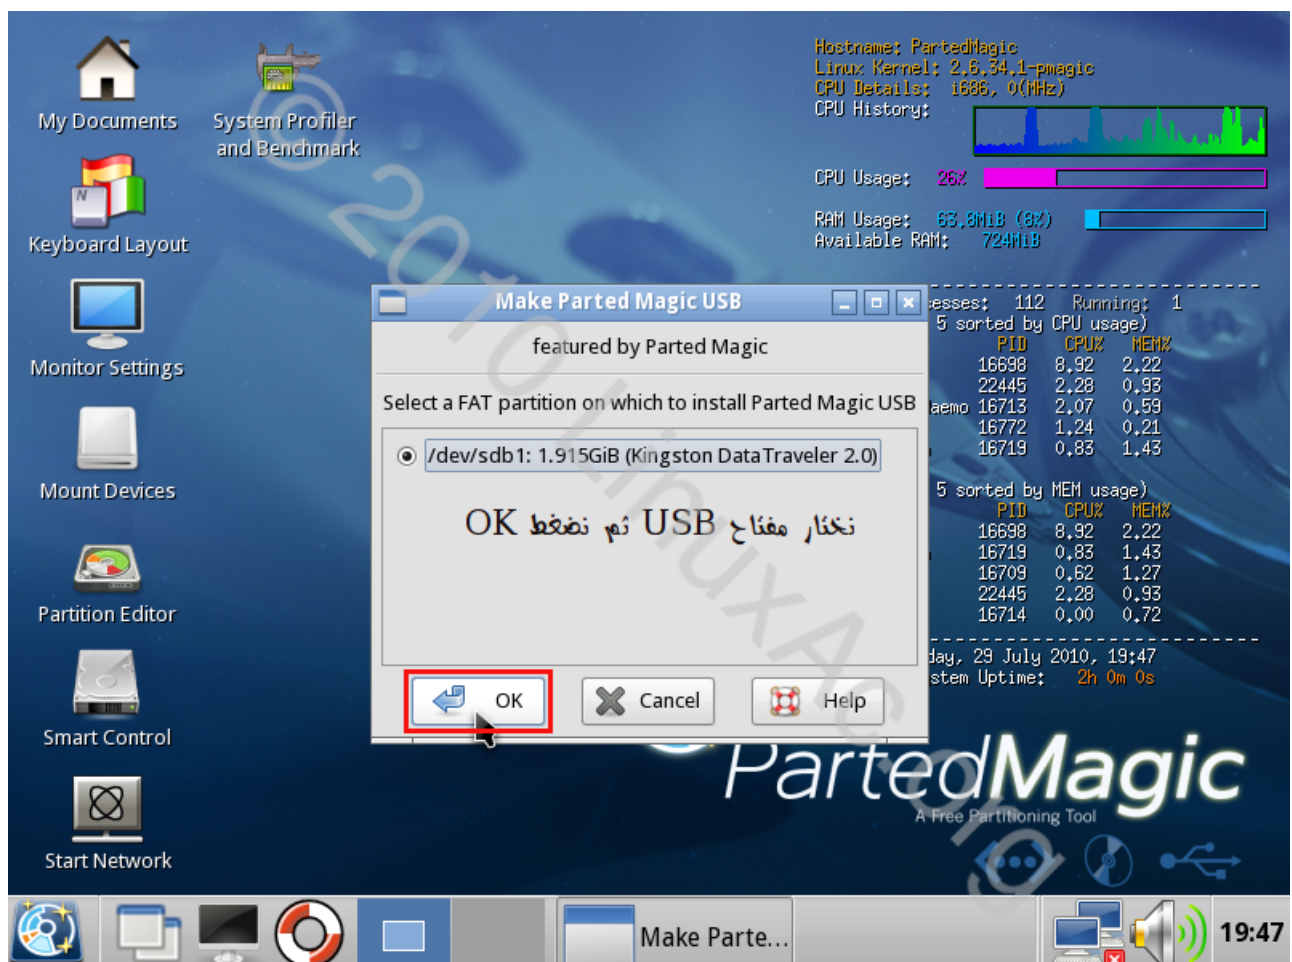 My Documents
System Profiler
and Benchmark
Keyboard Layout
Monitor Settings
Mount Devices
Partition Editor
Smart Control
Start Network
Hostname: PartedMagic
Linux Kernel: 2.6.34.1-pmagic
CPU Details: i686, 0(MHz)
CPU History:
CPU Usage: 26%
RAM Usage: 63.8MiB (8%)
Available RAM: 724MiB
esses: 112 Running: 1
5 sorted by CPU usage)
PID CPU% MEM%
16698 8.92 2.22
22445 2.28 0.93
aemo 16713 2.07 0.59
16772 1.24 0.21
16719 0.83 1.43
5 sorted by MEM usage)
PID CPU% MEM%
16698 8.92 2.22
16719 0.83 1.43
16709 0.62 1.27
22445 2.28 0.93
16714 0.00 0.72
day, 29 July 2010, 19:47
stem Uptime: 2h 0m 0s
Make Parted Magic USB
featured by Parted Magic
Select a FAT partition on which to install Parted Magic USB
/dev/sdb1: 1.915GiB (Kingston DataTraveler 2.0)
نختار مفتاح USB ثم نضغط OK
OK
Cancel
Help
PartedMagic
A Free Partitioning Tool
Make Parte...
19:47
© 2010 LinuxAc.org